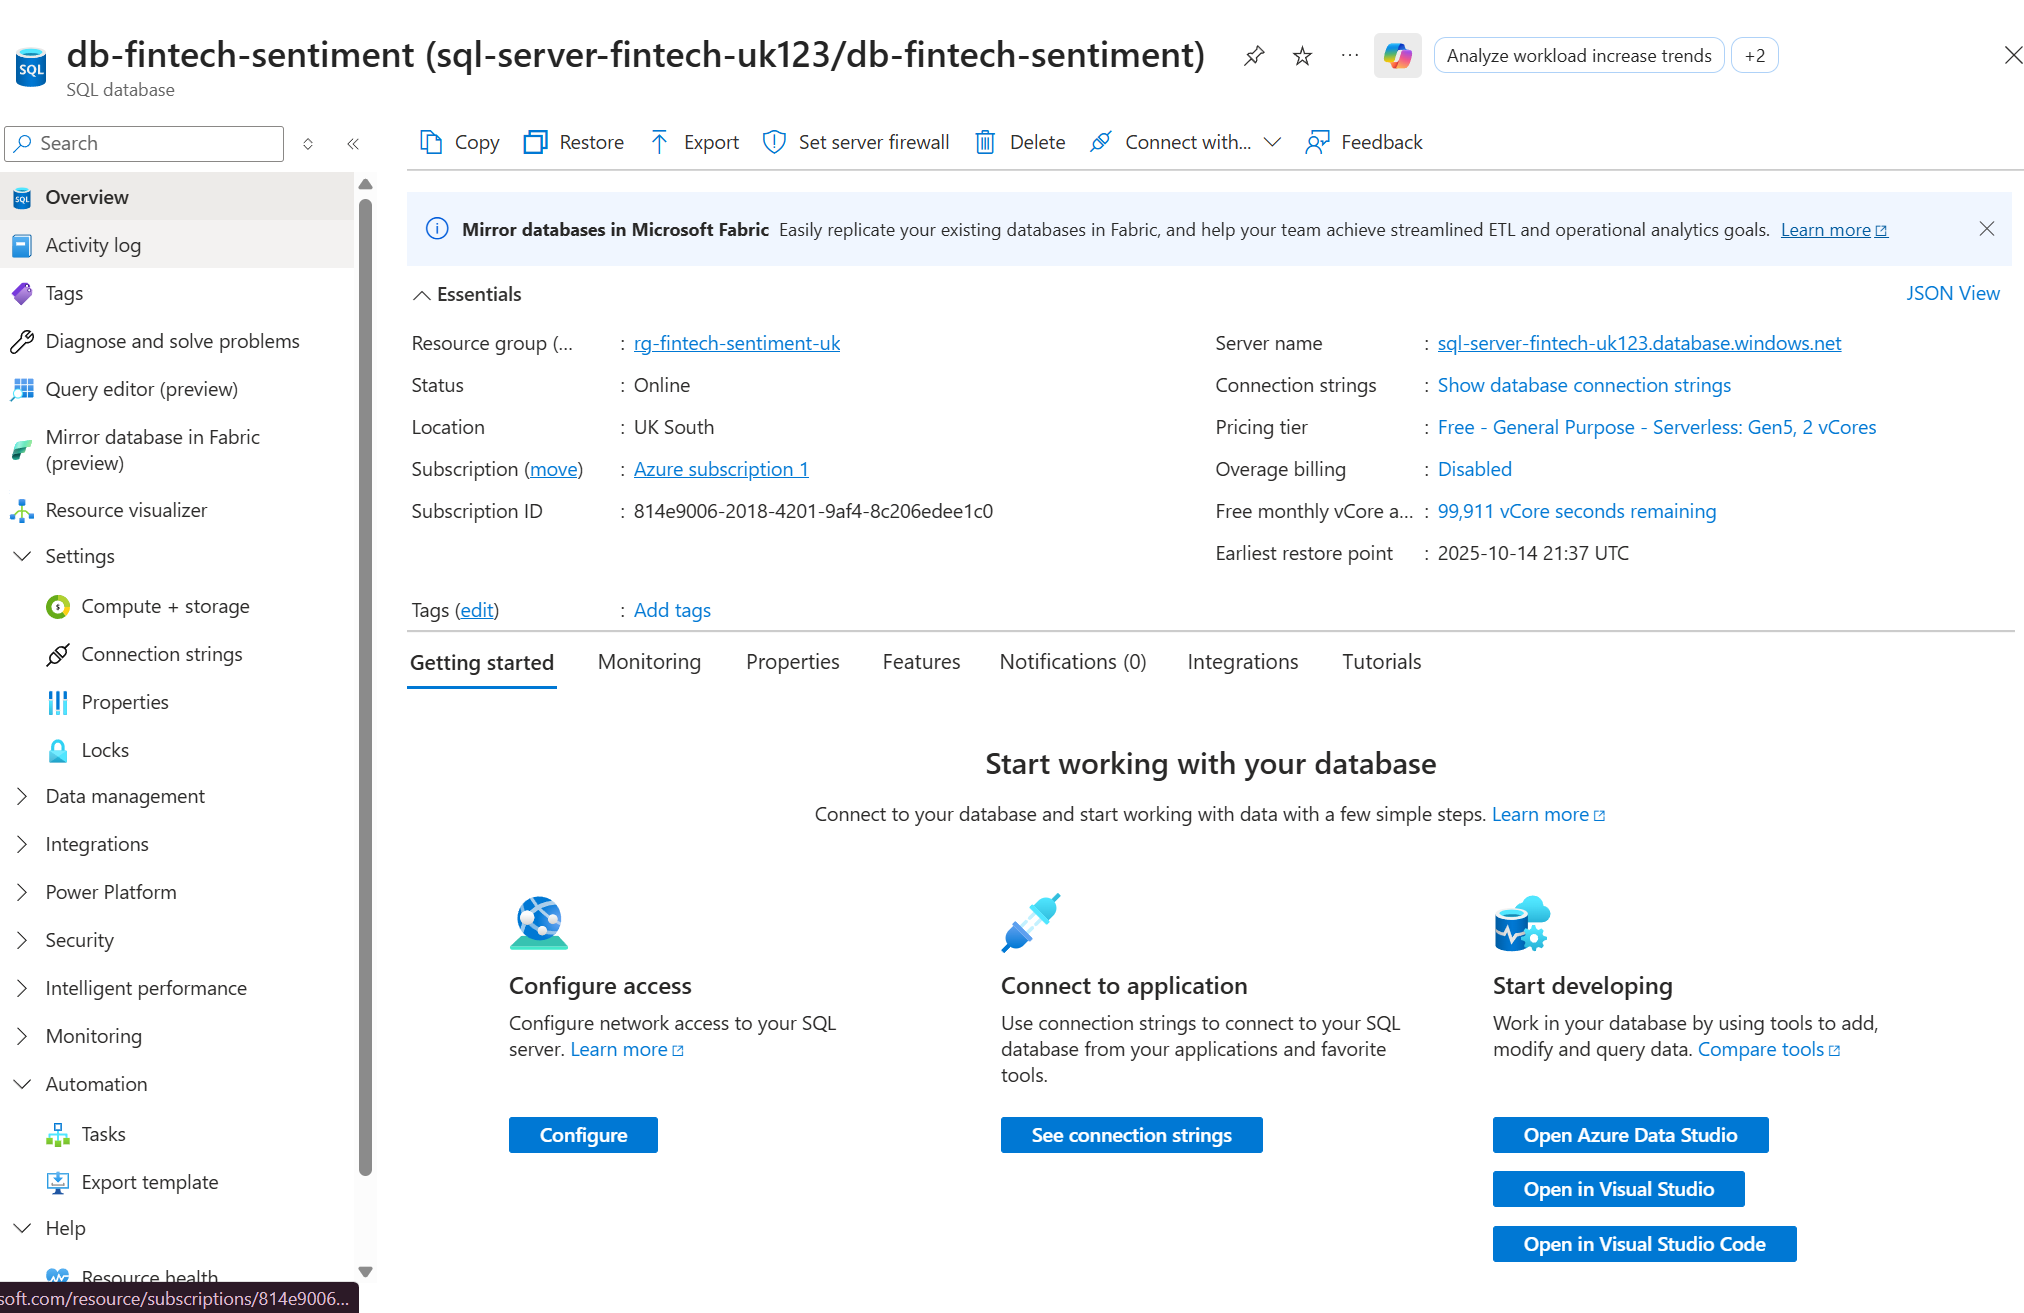 db-fintech-sentiment (sql-server-fintech-uk123/db-fintech-sentiment)
Analyze workload increase trends
+2
SQL
SQL database
Search
Copy
Restore
Export
Set server firewall
Delete
Connect with...
Feedback
Overview
Activity log
Tags
Diagnose and solve problems
Query editor (preview)
Mirror database in Fabric
(preview)
Resource visualizer
Settings
Compute + storage
Connection strings
Properties
Locks
Data management
Integrations
Power Platform
Security
Intelligent performance
Monitoring
Automation
Tasks
Export template
Help
Resource health
soft.com/resource/subscriptions/814e9006...
Mirror databases in Microsoft Fabric Easily replicate your existing databases in Fabric, and help your team achieve streamlined ETL and operational analytics goals. Learn more
Essentials
JSON View
Resource group (... : rg-fintech-sentiment-uk
Status : Online
Location : UK South
Subscription (move) : Azure subscription 1
Subscription ID : 814e9006-2018-4201-9af4-8c206edee1c0
Server name : sql-server-fintech-uk123.database.windows.net
Connection strings : Show database connection strings
Pricing tier : Free - General Purpose - Serverless: Gen5, 2 vCores
Overage billing : Disabled
Free monthly vCore a... : 99,911 vCore seconds remaining
Earliest restore point : 2025-10-14 21:37 UTC
Tags (edit) : Add tags
Getting started
Monitoring
Properties
Features
Notifications (0)
Integrations
Tutorials
Start working with your database
Connect to your database and start working with data with a few simple steps. Learn more
Configure access
Configure network access to your SQL
server. Learn more
Configure
Connect to application
Use connection strings to connect to your SQL
database from your applications and favorite
tools.
See connection strings
Start developing
Work in your database by using tools to add,
modify and query data. Compare tools
Open Azure Data Studio
Open in Visual Studio
Open in Visual Studio Code